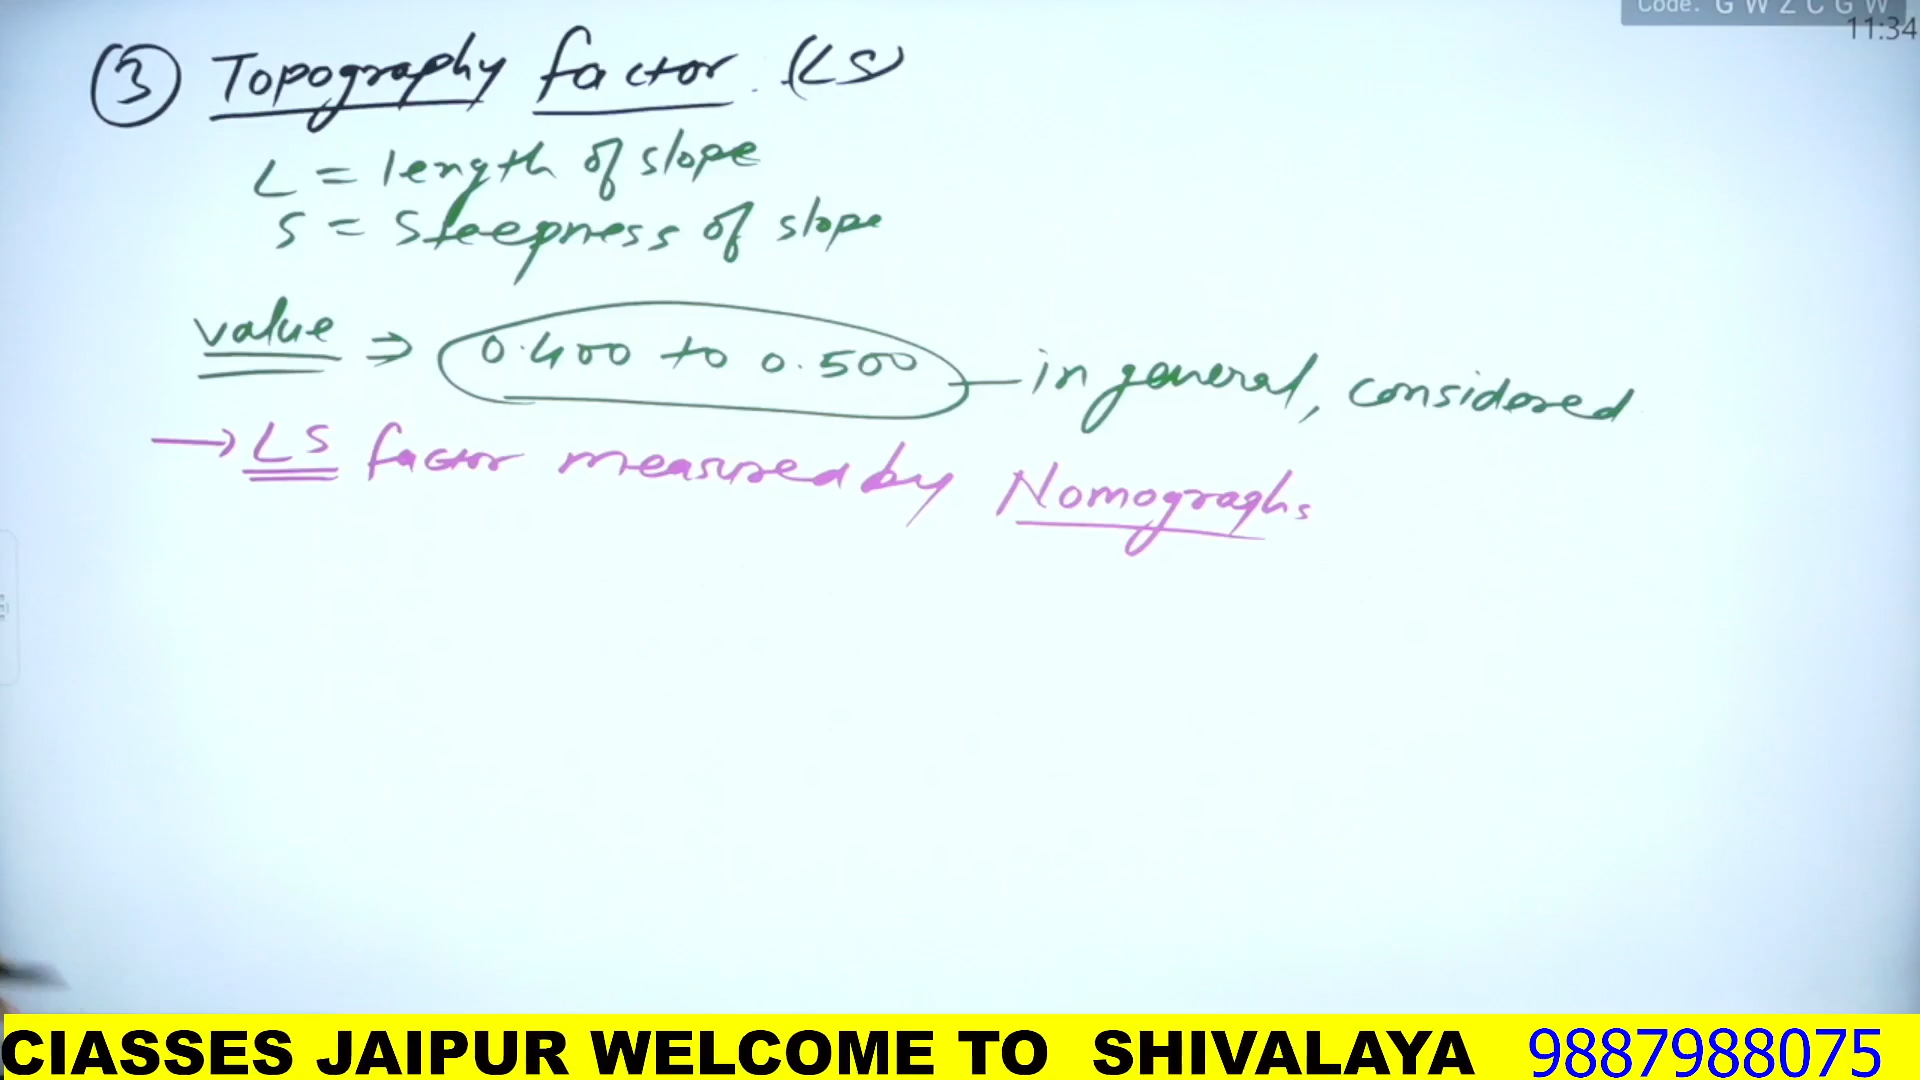 Code: G W Z C G W
11:34
③ Topography factor (LS)
L = length of slope
S = Steepness of slope
value ⇒ 0.400 to 0.500 — in general, considered
→ LS factor measured by Nomographs
CIASSES JAIPUR WELCOME TO SHIVALAYA 9887988075